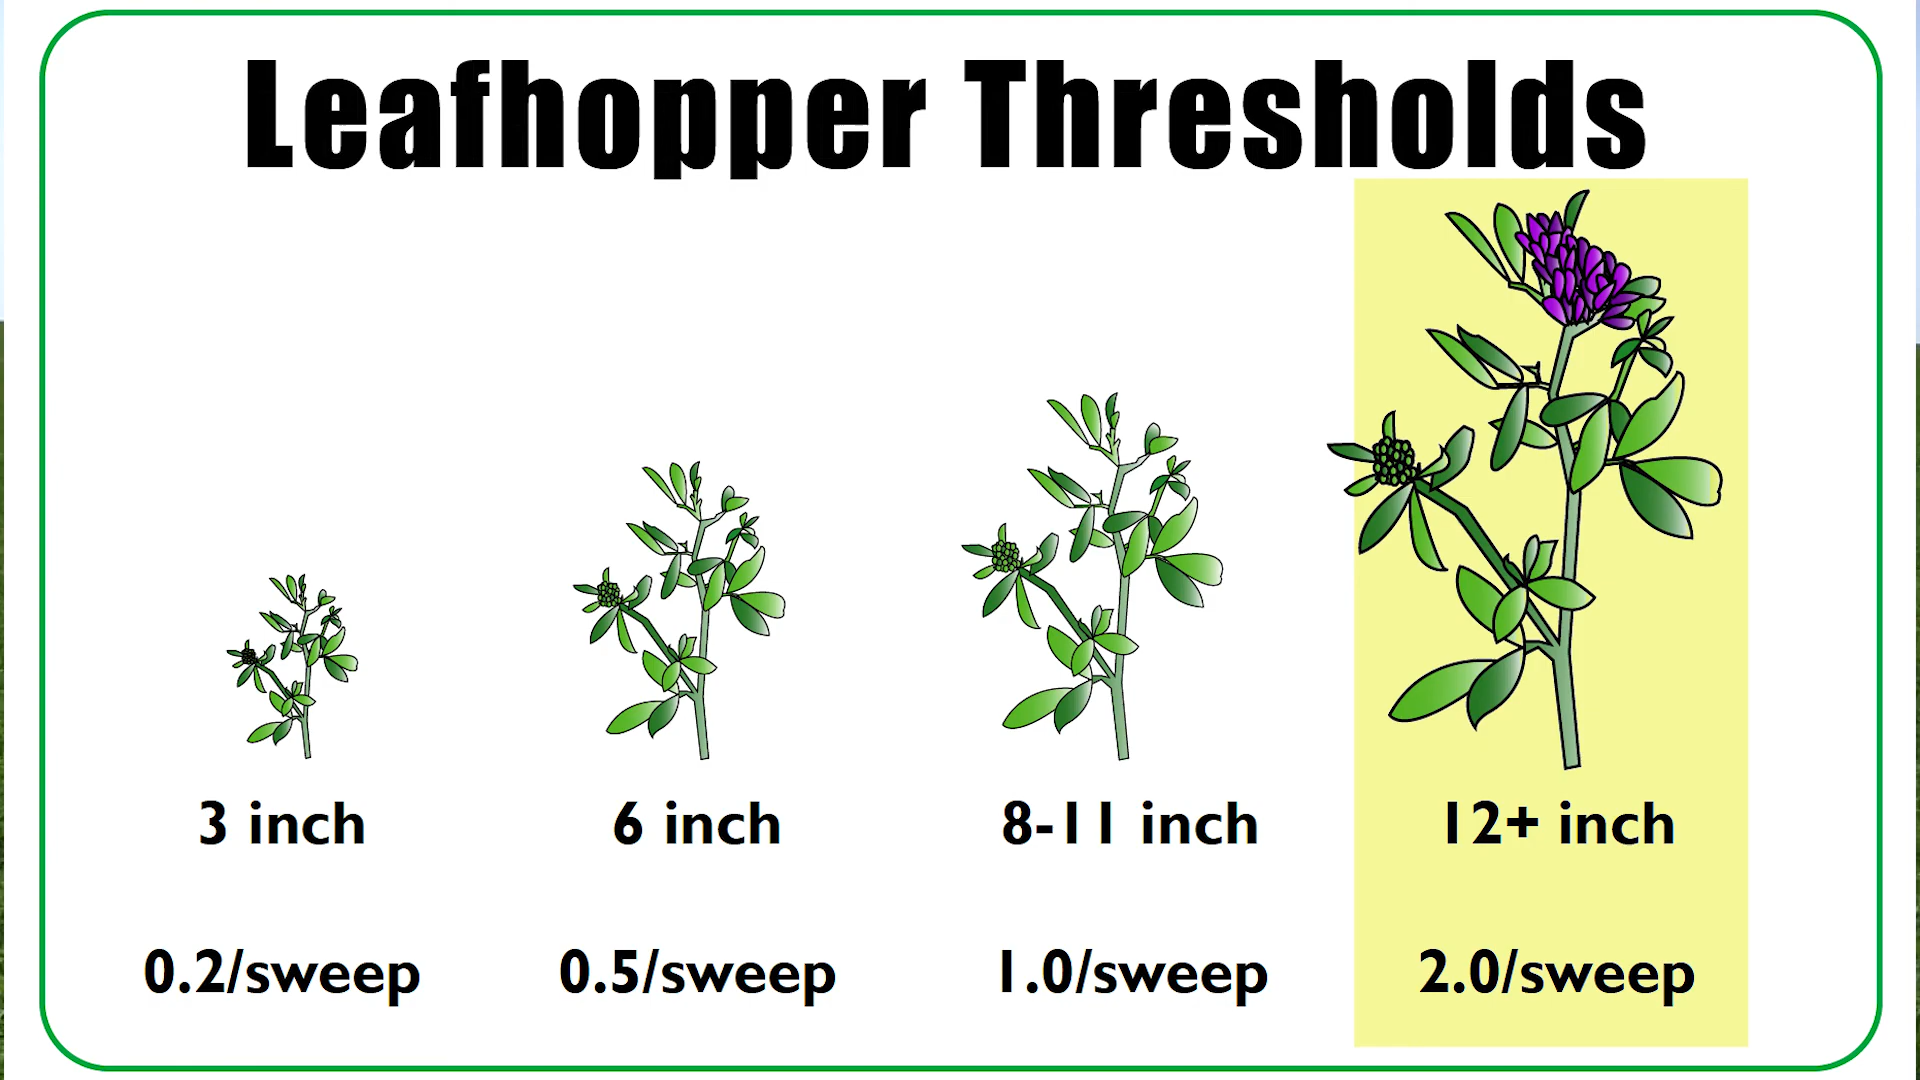 Leafhopper Thresholds
3 inch 6 inch 8-11 inch 12+ inch
0.2/sweep 0.5/sweep 1.0/sweep 2.0/sweep